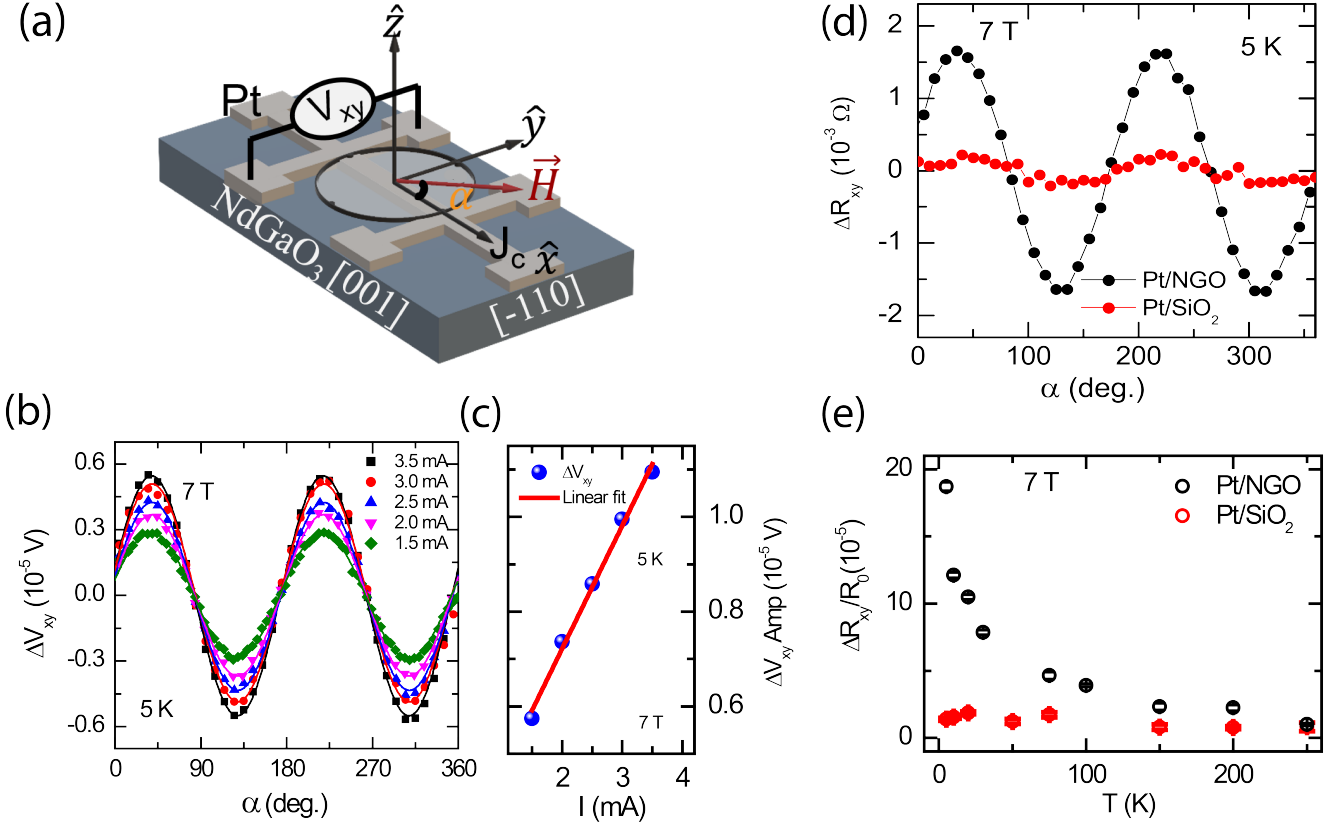 (a)
ẑ
Pt
V_xy
ŷ
H⃗
α
J_c x̂
NdGaO₃ [001]
[-110]
(b)
ΔV_xy (10⁻⁵ V)
0.6
0.3
0.0
-0.3
-0.6
7 T
3.5 mA
3.0 mA
2.5 mA
2.0 mA
1.5 mA
5 K
0 90 180 270 360
α (deg.)
(c)
ΔV_xy
Linear fit
5 K
7 T
1.0
0.8
0.6
ΔV_xy Amp (10⁻⁵ V)
2 3 4
I (mA)
(d)
ΔR_xy (10⁻³ Ω)
2
1
0
-1
-2
7 T
5 K
Pt/NGO
Pt/SiO₂
0 100 200 300
α (deg.)
(e)
ΔR_xy/R₀(10⁻⁵)
20
10
0
7 T
Pt/NGO
Pt/SiO₂
0 100 200
T (K)